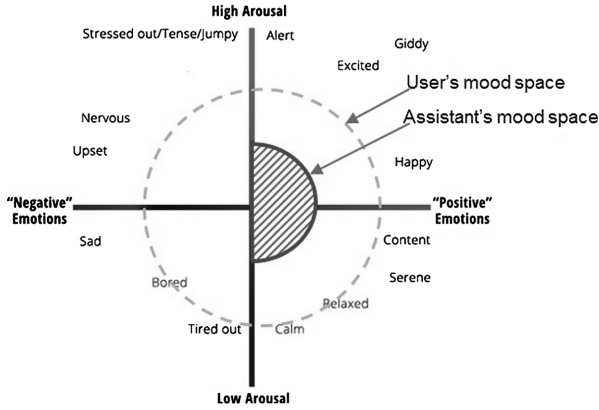 High Arousal
Stressed out/Tense/Jumpy
Alert
Giddy
Excited
User's mood space
Assistant's mood space
Nervous
Upset
Happy
"Negative"
Emotions
"Positive"
Emotions
Sad
Content
Serene
Bored
Relaxed
Tired out
Calm
Low Arousal